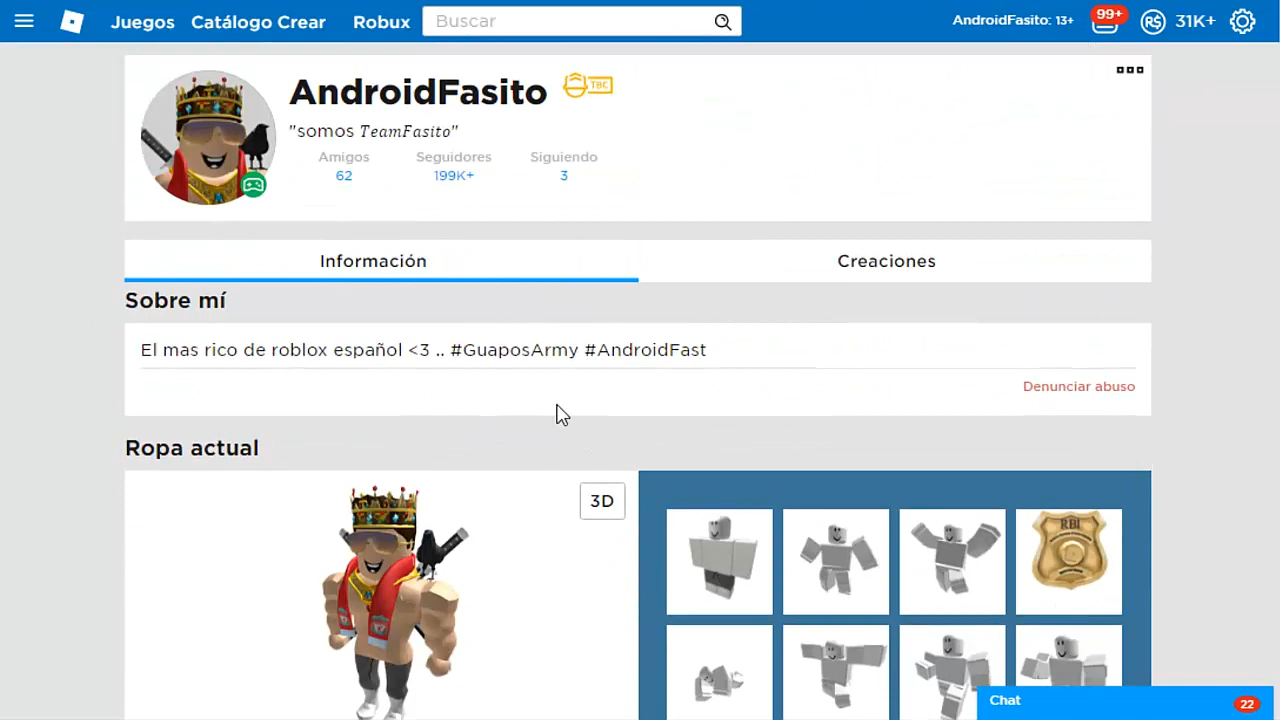 Juegos Catálogo Crear Robux Buscar AndroidFasito: 13+ 99+ R$ 31K+
AndroidFasito TBC
"somos TeamFasito"
Amigos Seguidores Siguiendo
62 199K+ 3
Información Creaciones
Sobre mí
El mas rico de roblox español <3 .. #GuaposArmy #AndroidFast
Denunciar abuso
Ropa actual
3D
RBI
Chat 22